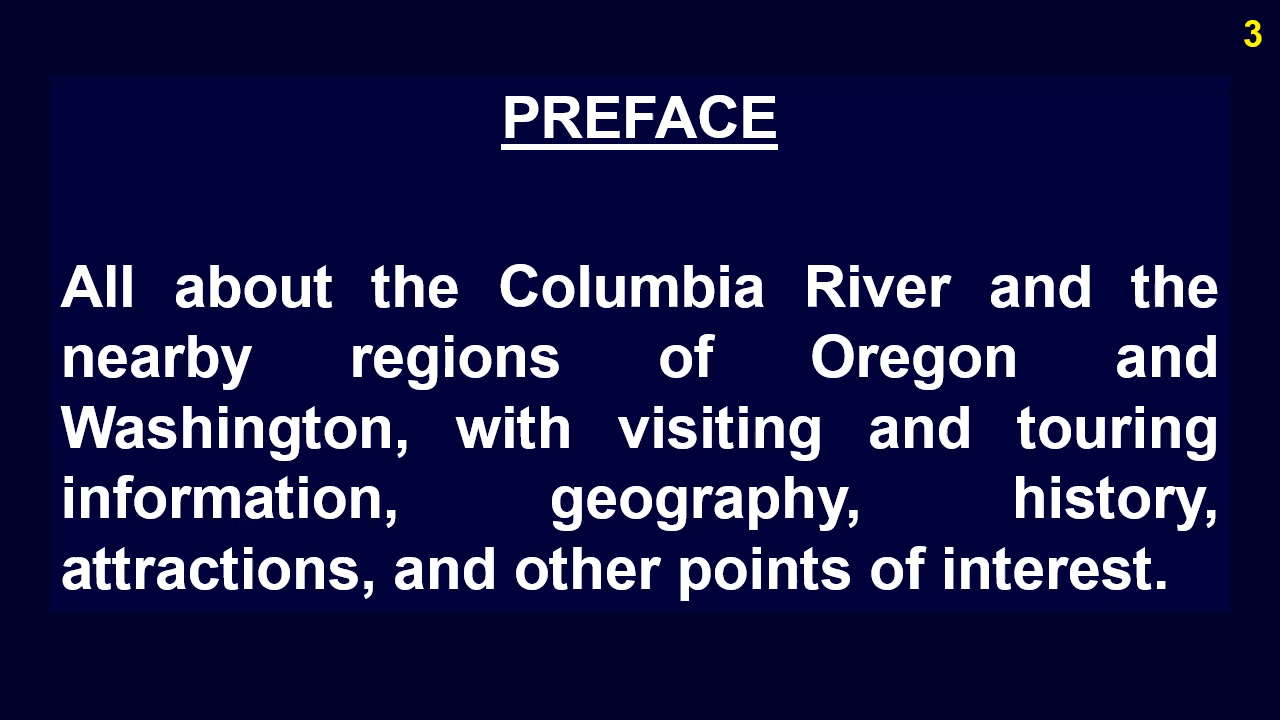 3
PREFACE
All about the Columbia River and the
nearby regions of Oregon and
Washington, with visiting and touring
information, geography, history,
attractions, and other points of interest.